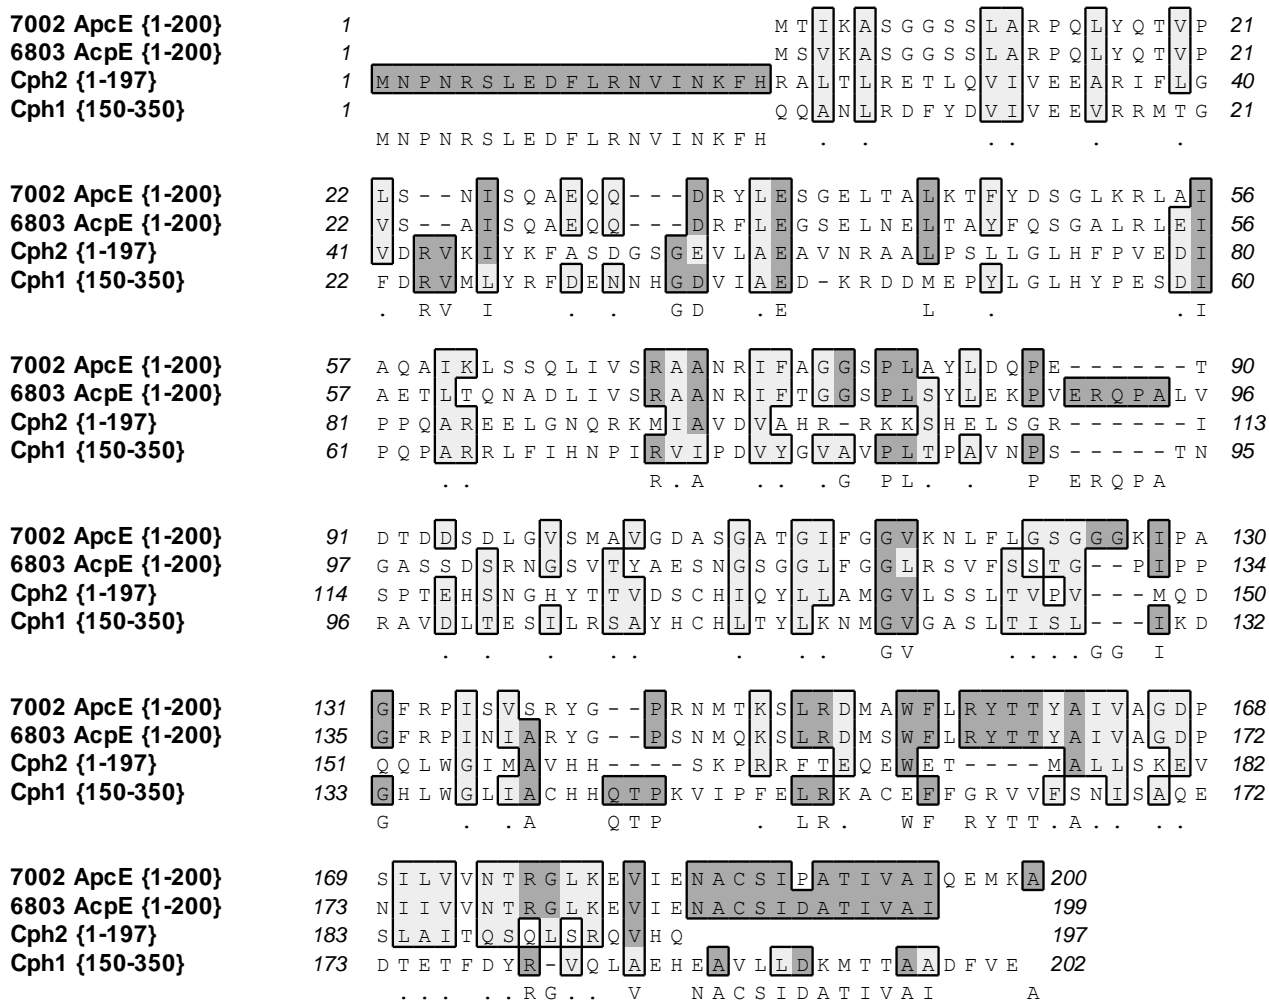 7002 ApcE {1-200} 1 M T I K A S G G S S L A R P Q L Y Q T V P 21
6803 AcpE {1-200} 1 M S V K A S G G S S L A R P Q L Y Q T V P 21
Cph2 {1-197} 1 M N P N R S L E D F L R N V I N K F H R A L T L R E T L Q V I V E E A R I F L G 40
Cph1 {150-350} 1 Q Q A N L R D F Y D V I V E E V R R M T G 21
M N P N R S L E D F L R N V I N K F H . . . . . .
7002 ApcE {1-200} 22 L S - - N I S Q A E Q Q - - - D R Y L E S G E L T A L K T F Y D S G L K R L A I 56
6803 AcpE {1-200} 22 V S - - A I S Q A E Q Q - - - D R F L E G S E L N E L T A Y F Q S G A L R L E I 56
Cph2 {1-197} 41 V D R V K I Y K F A S D G S G E V L A E A V N R A A L P S L L G L H F P V E D I 80
Cph1 {150-350} 22 F D R V M L Y R F D E N N H G D V I A E D - K R D D M E P Y L G L H Y P E S D I 60
. R V I . . G D . E L . . I
7002 ApcE {1-200} 57 A Q A I K L S S Q L I V S R A A N R I F A G G S P L A Y L D Q P E - - - - - - T 90
6803 AcpE {1-200} 57 A E T L T Q N A D L I V S R A A N R I F T G G S P L S Y L E K P V E R Q P A L V 96
Cph2 {1-197} 81 P P Q A R E E L G N Q R K M I A V D V A H R - R K K S H E L S G R - - - - - - I 113
Cph1 {150-350} 61 P Q P A R R L F I H N P I R V I P D V Y G V A V P L T P A V N P S - - - - - T N 95
. . R . A . . . G P L . . P E R Q P A
7002 ApcE {1-200} 91 D T D D S D L G V S M A V G D A S G A T G I F G G V K N L F L G S G G G K I P A 130
6803 AcpE {1-200} 97 G A S S D S R N G S V T Y A E S N G S G G L F G G L R S V F S S T G - - P I P P 134
Cph2 {1-197} 114 S P T E H S N G H Y T T V D S C H I Q Y L L A M G V L S S L T V P V - - - M Q D 150
Cph1 {150-350} 96 R A V D L T E S I L R S A Y H C H L T Y L K N M G V G A S L T I S L - - - I K D 132
. . . . . . . . G V . . . . G G I
7002 ApcE {1-200} 131 G F R P I S V S R Y G - - P R N M T K S L R D M A W F L R Y T T Y A I V A G D P 168
6803 AcpE {1-200} 135 G F R P I N I A R Y G - - P S N M Q K S L R D M S W F L R Y T T Y A I V A G D P 172
Cph2 {1-197} 151 Q Q L W G I M A V H H - - - - S K P R R F T E Q E W E T - - - - M A L L S K E V 182
Cph1 {150-350} 133 G H L W G L I A C H H Q T P K V I P F E L R K A C E F F G R V V F S N I S A Q E 172
G . . A Q T P . L R . W F R Y T T . A . . . .
7002 ApcE {1-200} 169 S I L V V N T R G L K E V I E N A C S I P A T I V A I Q E M K A 200
6803 AcpE {1-200} 173 N I I V V N T R G L K E V I E N A C S I D A T I V A I 199
Cph2 {1-197} 183 S L A I T Q S Q L S R Q V H Q 197
Cph1 {150-350} 173 D T E T F D Y R - V Q L A E H E A V L L D K M T T A A D F V E 202
. . . . . R G . . V N A C S I D A T I V A I A